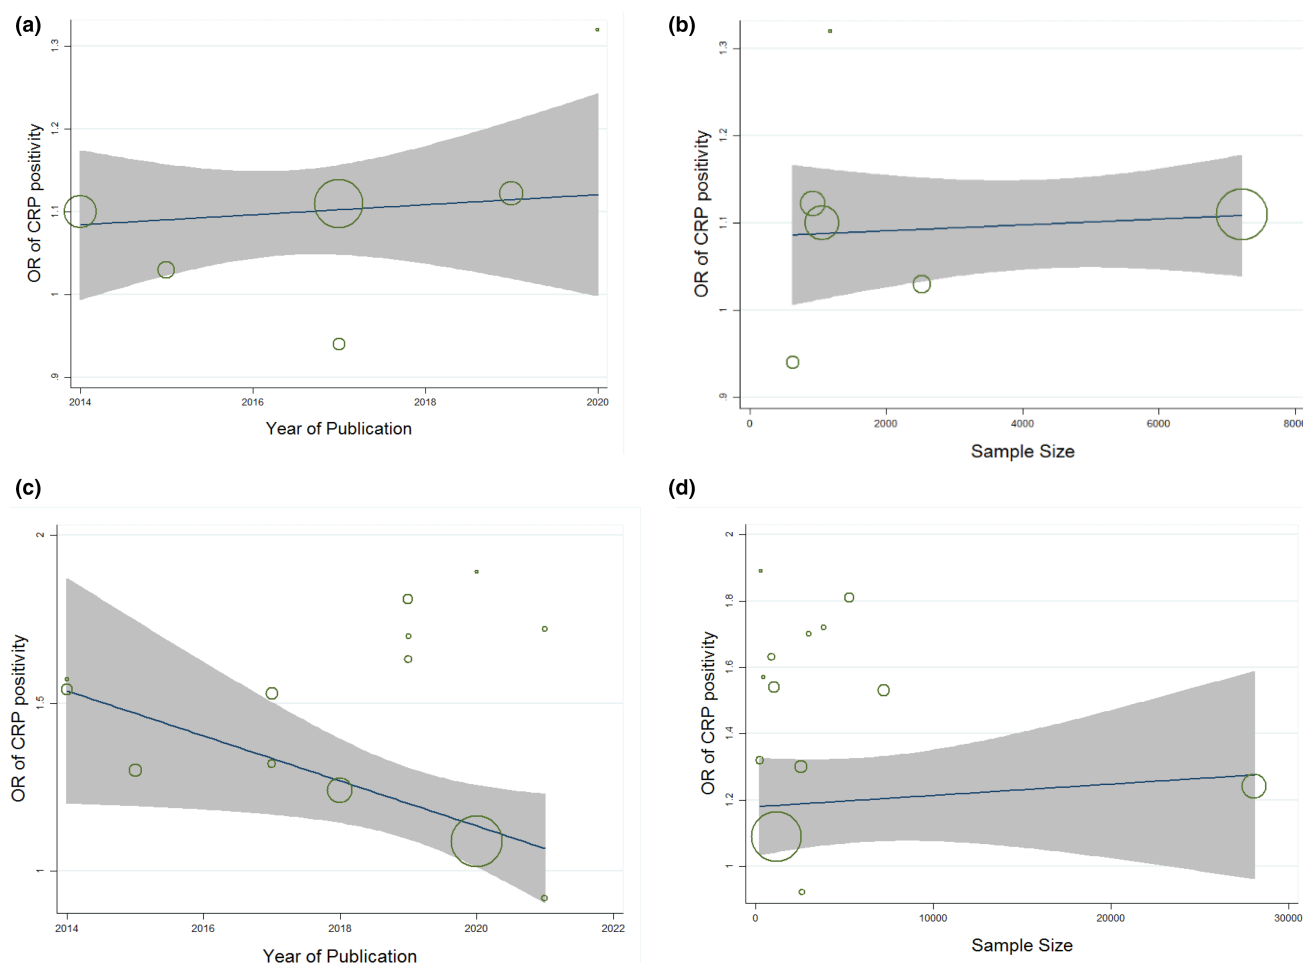 (a)
OR of CRP positivity
1.3
1.2
1.1
1
.9
2014 2016 2018 2020
Year of Publication
(b)
OR of CRP positivity
1.3
1.2
1.1
1
.9
0 2000 4000 6000 8000
Sample Size
(c)
OR of CRP positivity
2
1.5
1
2014 2016 2018 2020 2022
Year of Publication
(d)
OR of CRP positivity
2
1.8
1.6
1.4
1.2
1
0 10000 20000 30000
Sample Size